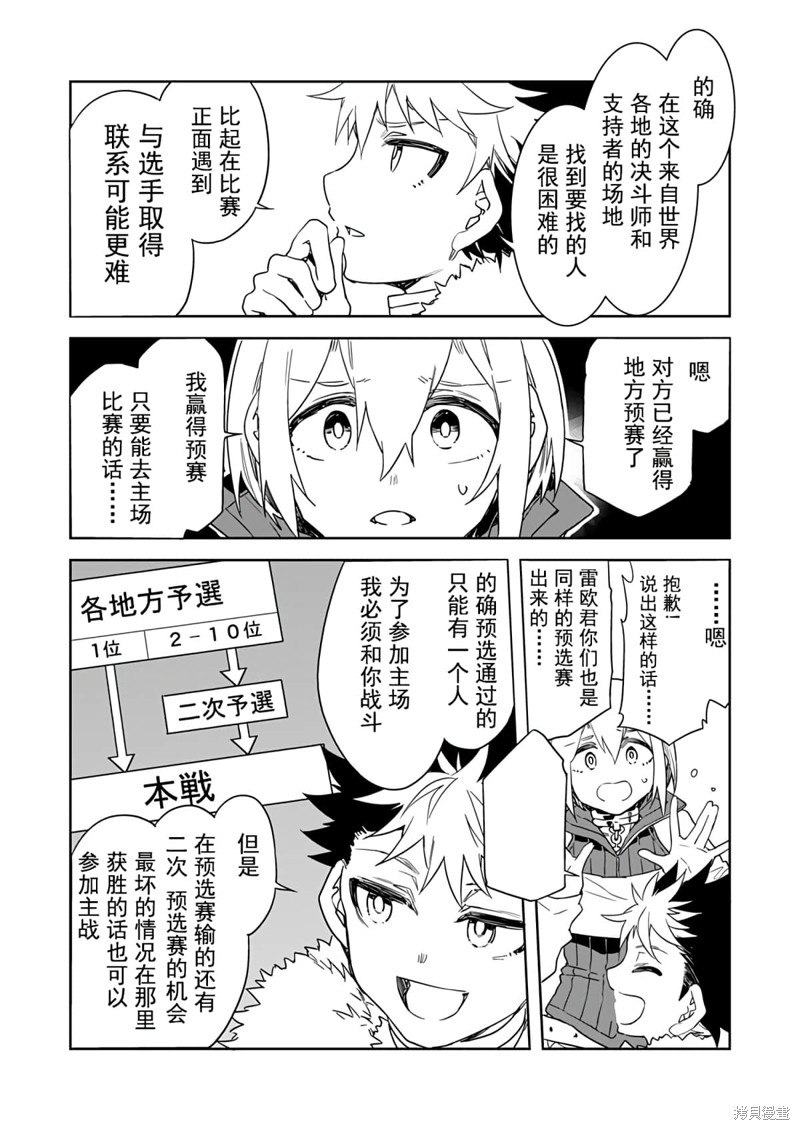 的确
在这个来自世界
各地的决斗师和
支持者的场地
找到要找的人
是很困难的
比起在比赛
正面遇到
与选手取得
联系可能更难
嗯
对方已经赢得
地方预赛了
我赢得预赛
只要能去主场
比赛的话……
……嗯
抱歉!
说出这样的话……
雷欧君你们也是
同样的预选赛
出来的……
的确预选通过的
只能有一个人
为了参加主场
我必须和你战斗
各地方予選
1位
2-10位
二次予選
本戦
但是
在预选赛输的还有
二次 预选赛的机会
最坏的情况在那里
获胜的话也可以
参加主战
拷贝漫畫